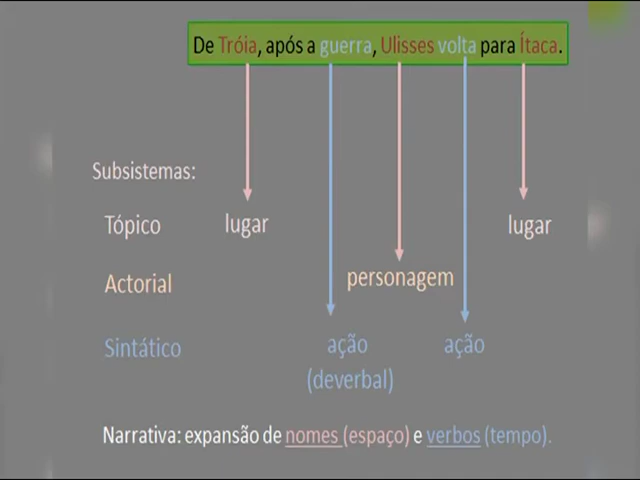 De Tróia, após a guerra, Ulisses volta para Ítaca.
Subsistemas:
Tópico lugar lugar
Actorial personagem
Sintático ação ação
(deverbal)
Narrativa: expansão de nomes (espaço) e verbos (tempo).